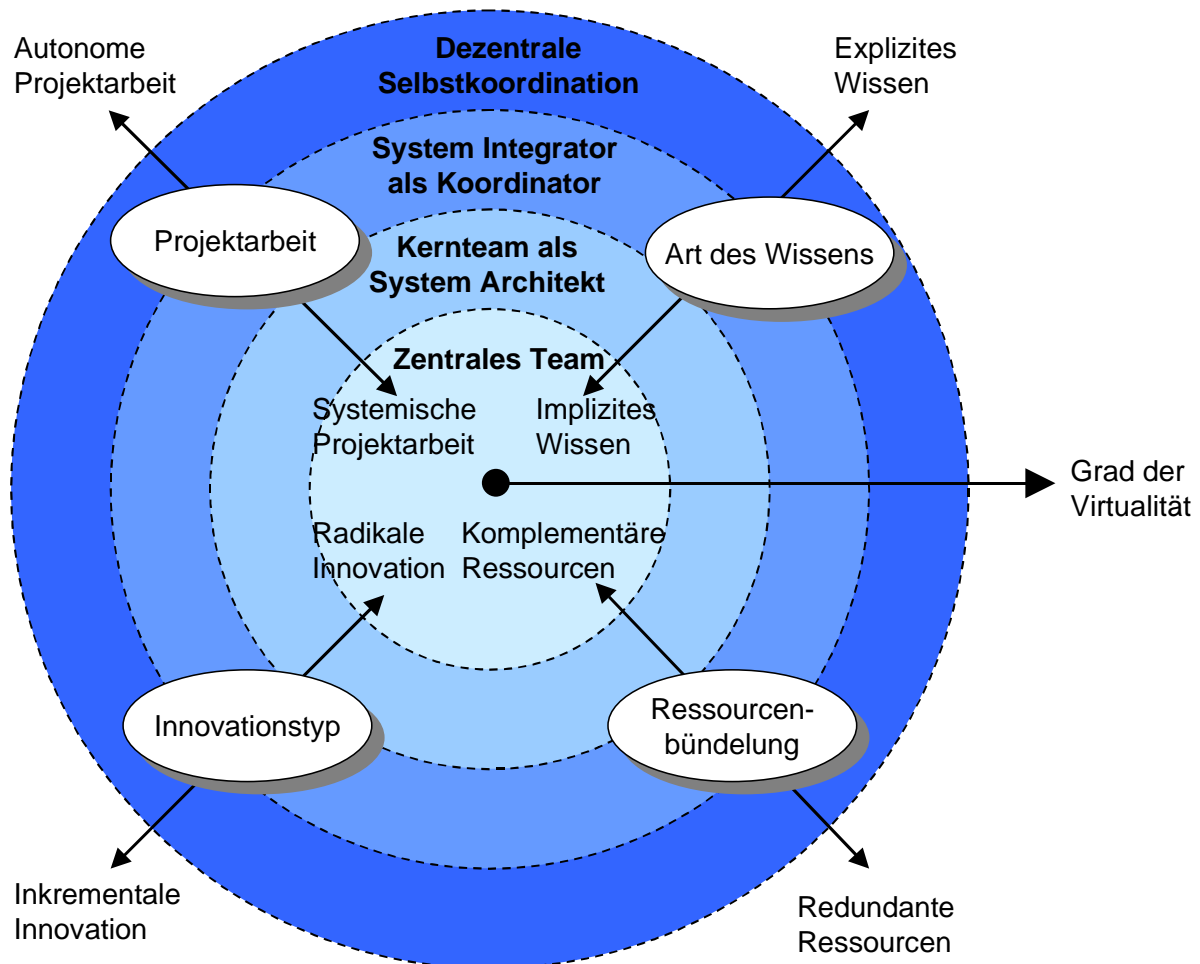 Autonome
Projektarbeit
Dezentrale
Selbstkoordination
Explizites
Wissen
System Integrator
als Koordinator
Projektarbeit
Art des Wissens
Kernteam als
System Architekt
Zentrales Team
Systemische
Projektarbeit
Implizites
Wissen
Grad der
Virtualität
Radikale
Innovation
Komplementäre
Ressourcen
Innovationstyp
Ressourcen-
bündelung
Inkrementale
Innovation
Redundante
Ressourcen